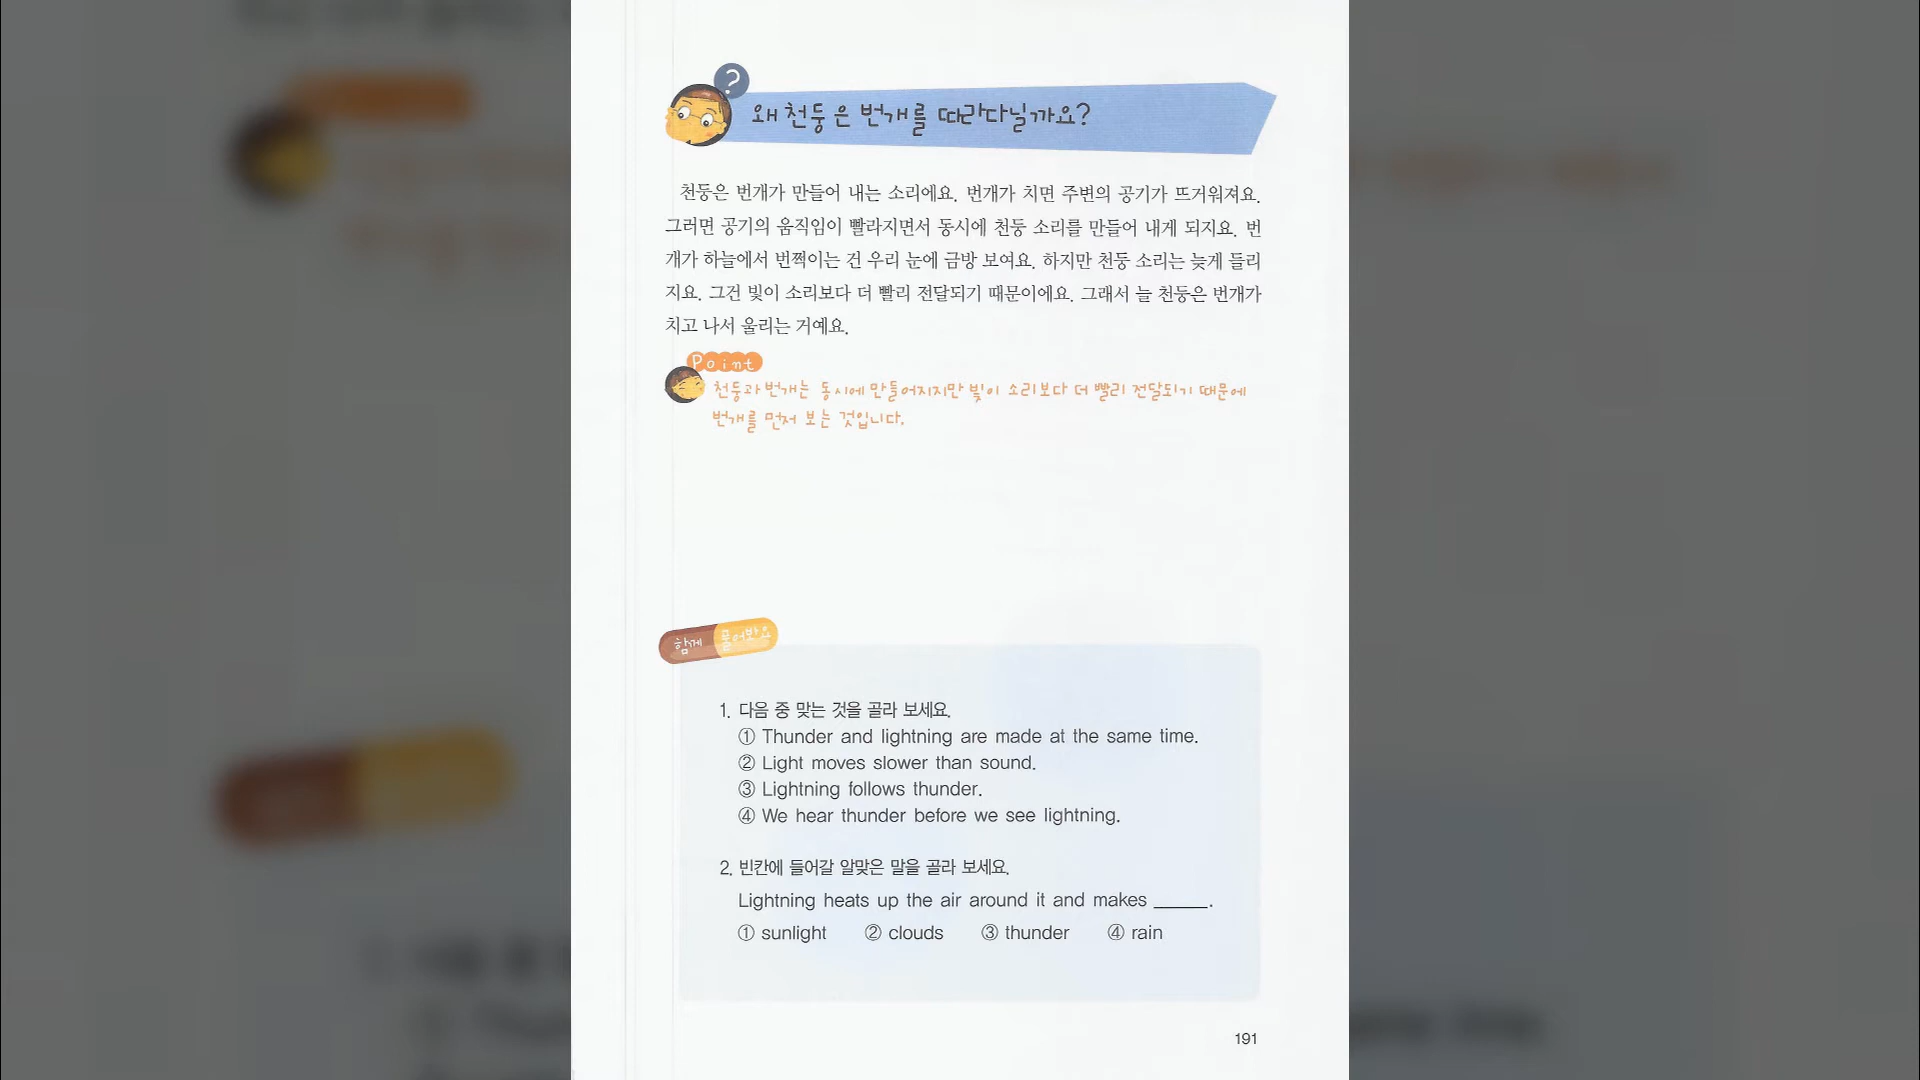 ?
왜 천둥은 번개를 따라다닐까요?
천둥은 번개가 만들어 내는 소리에요. 번개가 치면 주변의 공기가 뜨거워져요.
그러면 공기의 움직임이 빨라지면서 동시에 천둥 소리를 만들어 내게 되지요. 번
개가 하늘에서 번쩍이는 건 우리 눈에 금방 보여요. 하지만 천둥 소리는 늦게 들리
지요. 그건 빛이 소리보다 더 빨리 전달되기 때문이에요. 그래서 늘 천둥은 번개가
치고 나서 울리는 거예요.
Point
천둥과 번개는 동시에 만들어지지만 빛이 소리보다 더 빨리 전달되기 때문에
번개를 먼저 보는 것입니다.
함께 풀어봐요
1. 다음 중 맞는 것을 골라 보세요.
① Thunder and lightning are made at the same time.
② Light moves slower than sound.
③ Lightning follows thunder.
④ We hear thunder before we see lightning.
2. 빈칸에 들어갈 알맞은 말을 골라 보세요.
Lightning heats up the air around it and makes ______.
① sunlight ② clouds ③ thunder ④ rain
191